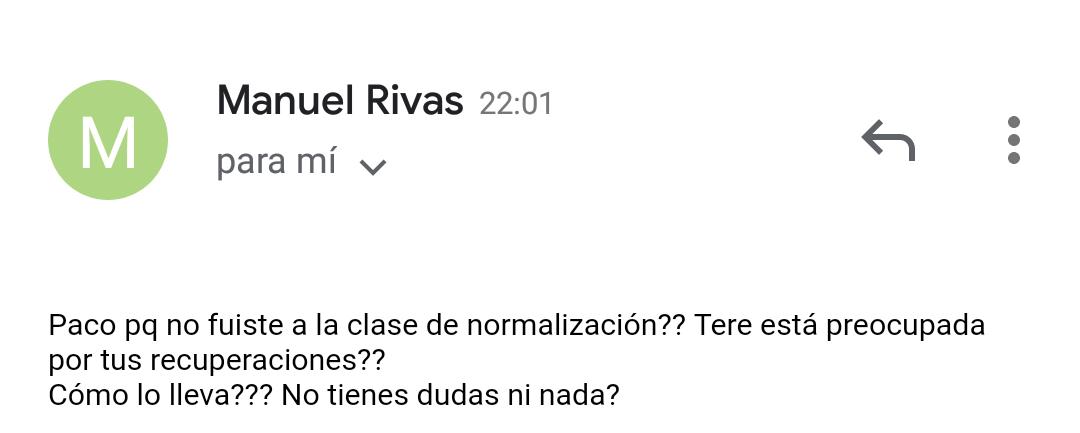 M
Manuel Rivas 22:01
para mí
Paco pq no fuiste a la clase de normalización?? Tere está preocupada
por tus recuperaciones??
Cómo lo lleva??? No tienes dudas ni nada?